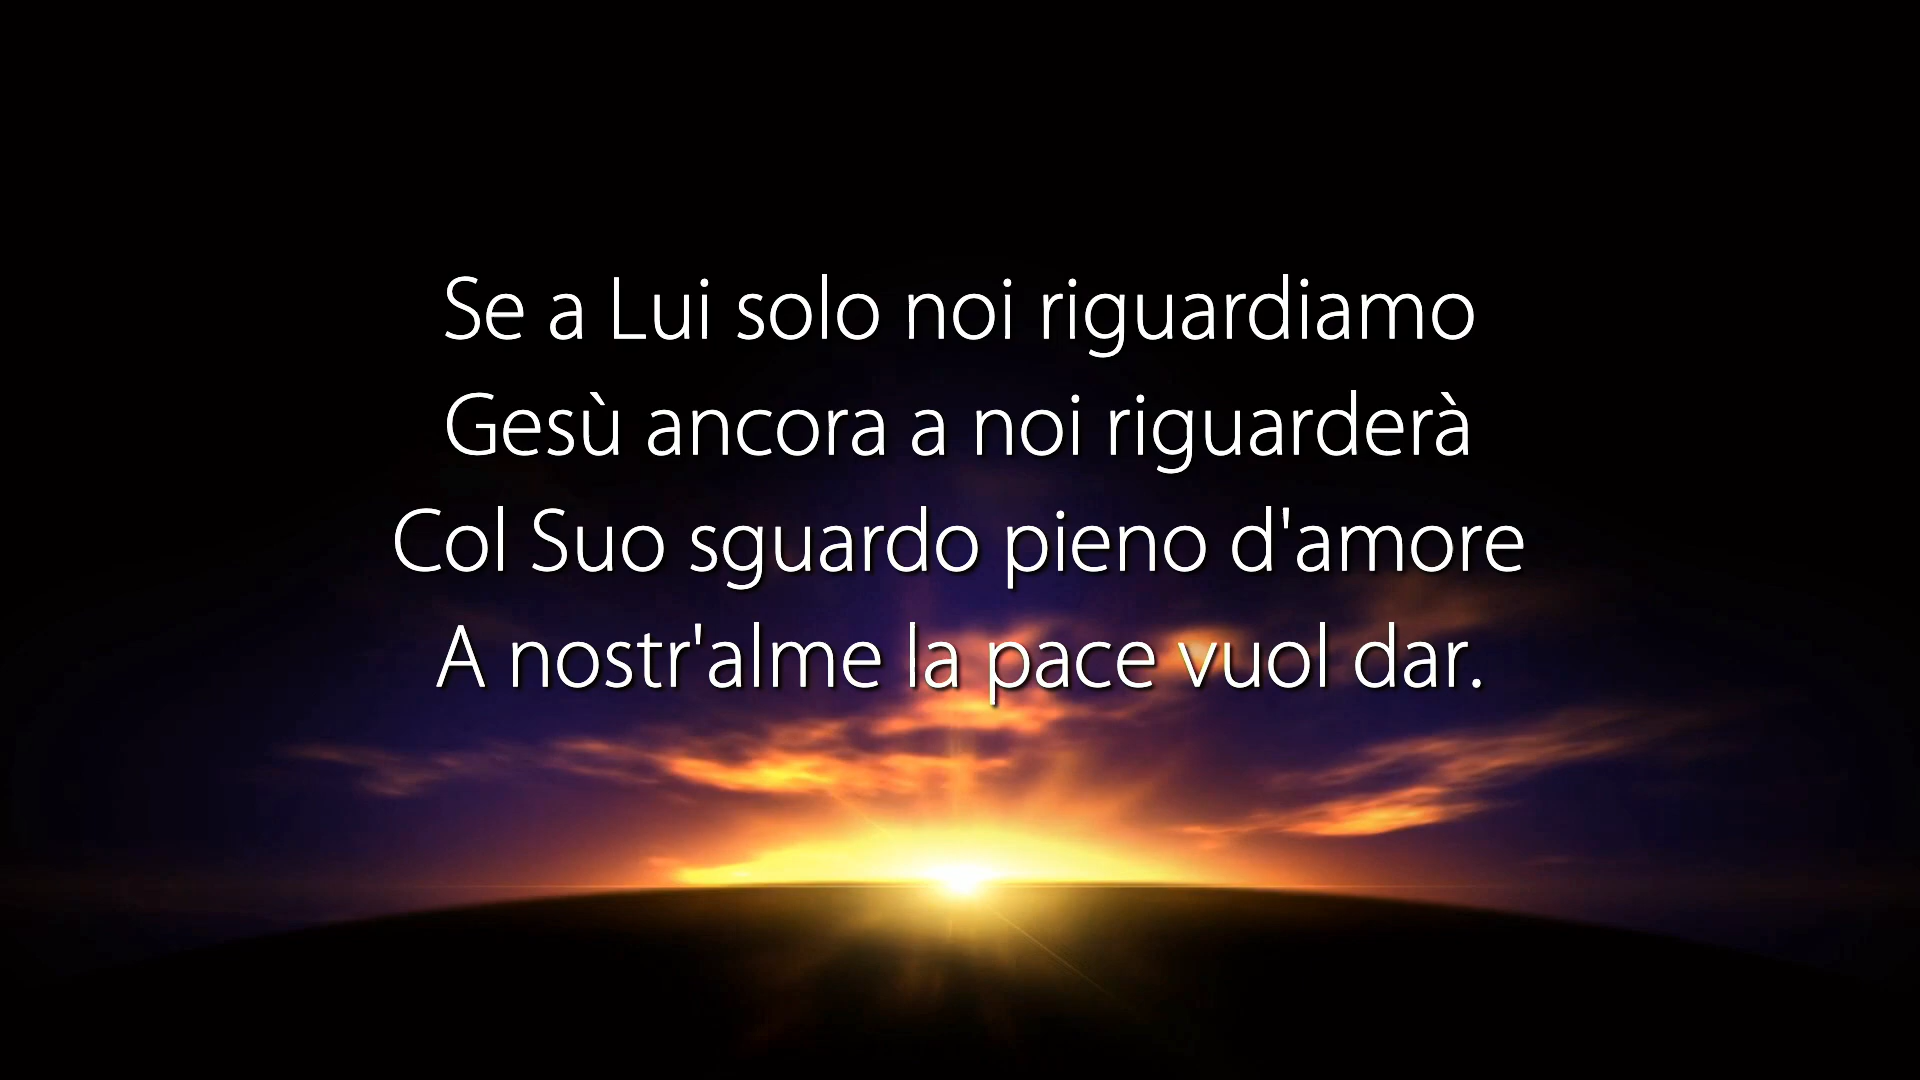 Se a Lui solo noi riguardiamo
Gesù ancora a noi riguarderà
Col Suo sguardo pieno d'amore
A nostr'alme la pace vuol dar.